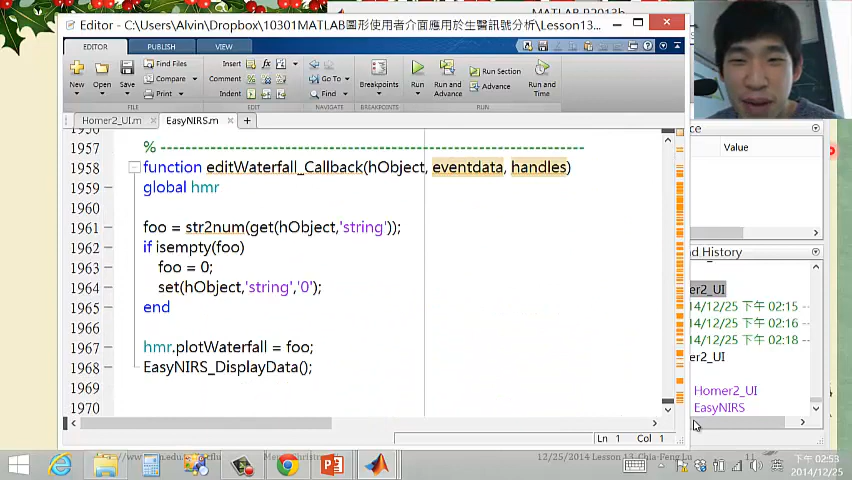 MATLAB R2013b
Editor - C:\Users\Alvin\Dropbox\10301MATLAB圖形使用者介面應用於生醫訊號分析\Lesson13...
EDITOR PUBLISH VIEW
New Open Save
Find Files
Compare
Print
Insert
Comment
Indent
Go To
Find
Breakpoints
Run
Run and Advance
Run Section
Advance
Run and Time
FILE EDIT NAVIGATE BREAKPOINTS RUN
Homer2_UI.m EasyNIRS.m
1956
1957 % ----------------------------------------------------------------
1958 function editWaterfall_Callback(hObject, eventdata, handles)
1959 global hmr
1960
1961 foo = str2num(get(hObject,'string'));
1962 if isempty(foo)
1963 foo = 0;
1964 set(hObject,'string','0');
1965 end
1966
1967 hmr.plotWaterfall = foo;
1968 EasyNIRS_DisplayData();
1969
1970
Ln 1 Col 1
ce
Value
nd History
er2_UI
14/12/25 下午 02:15 --
14/12/25 下午 02:16 --
14/12/25 下午 02:18 --
er2_UI
Homer2_UI
EasyNIRS
12/25/2014 Lesson 13-Chia-Feng Lu
11
英
下午 02:53
2014/12/25